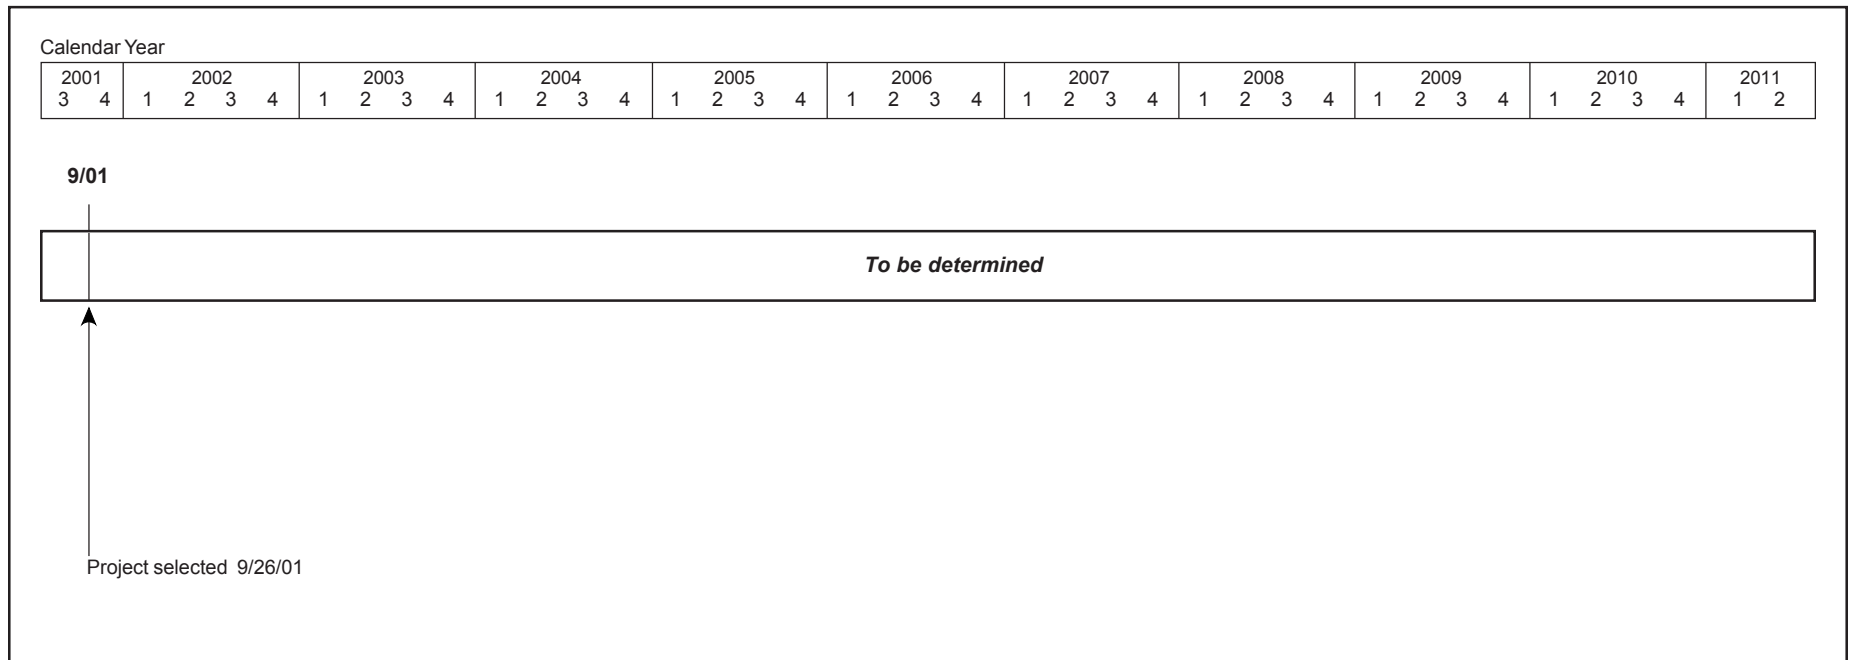 Calendar Year
2001 2002 2003 2004 2005 2006 2007 2008 2009 2010 2011
3 4 1 2 3 4 1 2 3 4 1 2 3 4 1 2 3 4 1 2 3 4 1 2 3 4 1 2 3 4 1 2 3 4 1 2 3 4 1 2
9/01
To be determined
Project selected 9/26/01